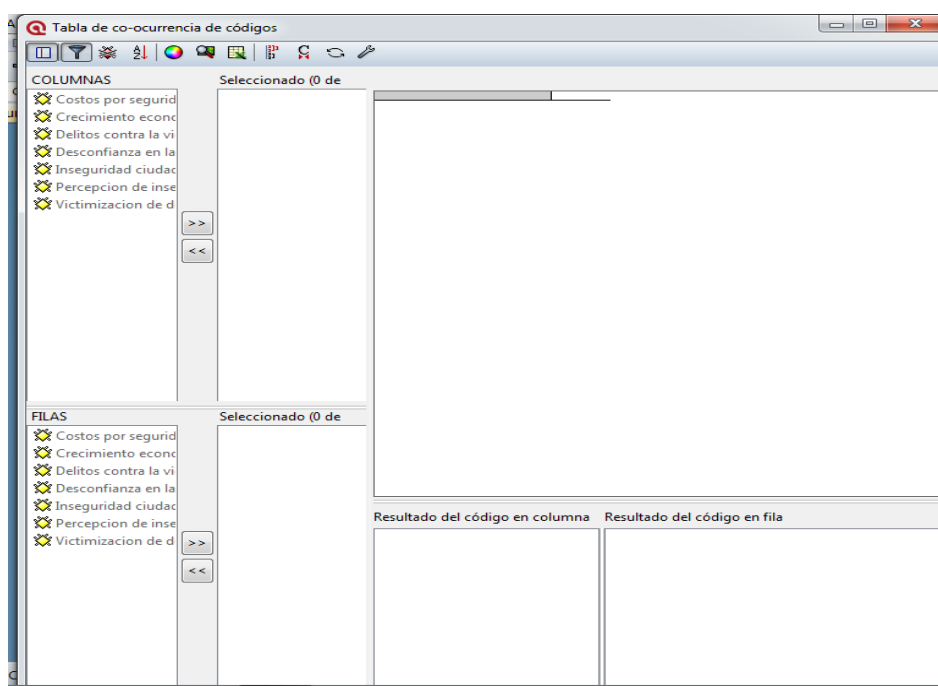 Tabla de co-ocurrencia de códigos
COLUMNAS
Seleccionado (0 de
Costos por segurid
Crecimiento econc
Delitos contra la vi
Desconfianza en la
Inseguridad ciudac
Percepcion de inse
Victimizacion de d
>>
<<
FILAS
Seleccionado (0 de
Costos por segurid
Crecimiento econc
Delitos contra la vi
Desconfianza en la
Inseguridad ciudac
Percepcion de inse
Victimizacion de d
>>
<<
Resultado del código en columna
Resultado del código en fila